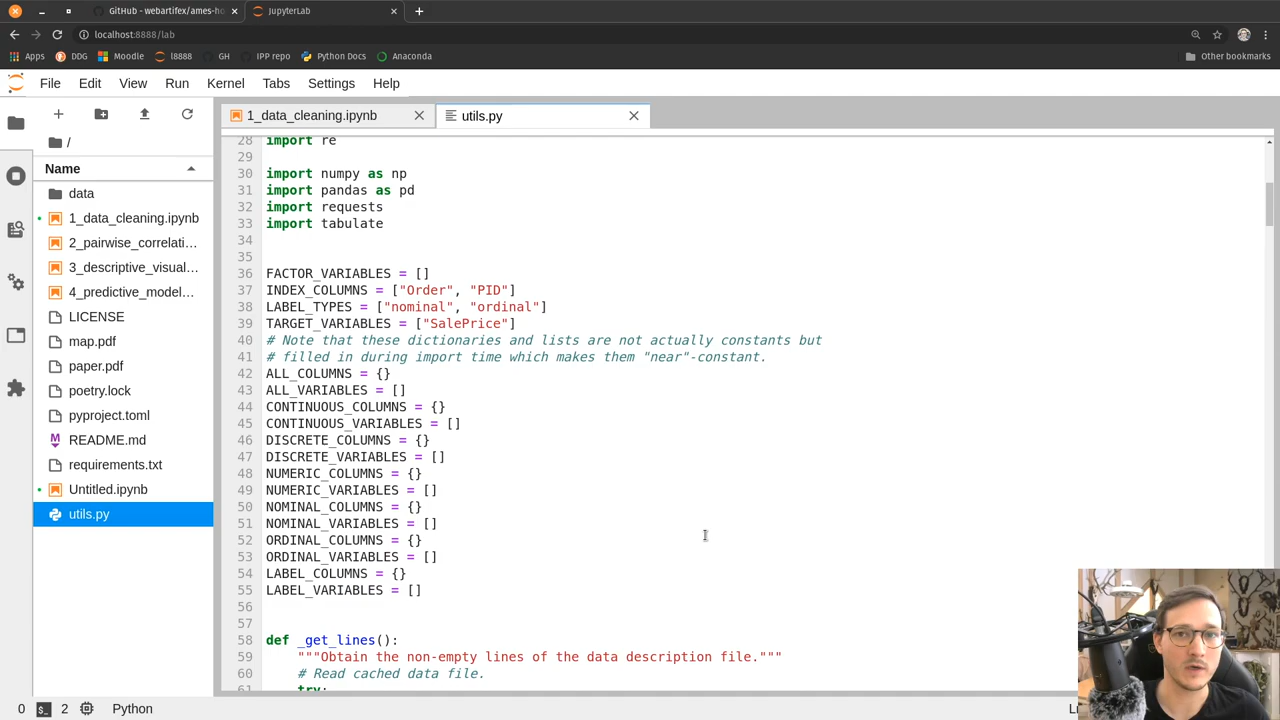 GitHub - webartifex/ames-ho
JupyterLab
localhost:8888/lab
Apps
DDG
Moodle
l8888
GH
IPP repo
Python Docs
Anaconda
Other bookmarks
File
Edit
View
Run
Kernel
Tabs
Settings
Help
1_data_cleaning.ipynb
utils.py
/
Name
data
1_data_cleaning.ipynb
2_pairwise_correlati…
3_descriptive_visual…
4_predictive_model…
LICENSE
map.pdf
paper.pdf
poetry.lock
pyproject.toml
README.md
requirements.txt
Untitled.ipynb
utils.py
28 import re
29
30 import numpy as np
31 import pandas as pd
32 import requests
33 import tabulate
34
35
36 FACTOR_VARIABLES = []
37 INDEX_COLUMNS = ["Order", "PID"]
38 LABEL_TYPES = ["nominal", "ordinal"]
39 TARGET_VARIABLES = ["SalePrice"]
40 # Note that these dictionaries and lists are not actually constants but
41 # filled in during import time which makes them "near"-constant.
42 ALL_COLUMNS = {}
43 ALL_VARIABLES = []
44 CONTINUOUS_COLUMNS = {}
45 CONTINUOUS_VARIABLES = []
46 DISCRETE_COLUMNS = {}
47 DISCRETE_VARIABLES = []
48 NUMERIC_COLUMNS = {}
49 NUMERIC_VARIABLES = []
50 NOMINAL_COLUMNS = {}
51 NOMINAL_VARIABLES = []
52 ORDINAL_COLUMNS = {}
53 ORDINAL_VARIABLES = []
54 LABEL_COLUMNS = {}
55 LABEL_VARIABLES = []
56
57
58 def _get_lines():
59 """Obtain the non-empty lines of the data description file."""
60 # Read cached data file.
61 try:
0
2
Python